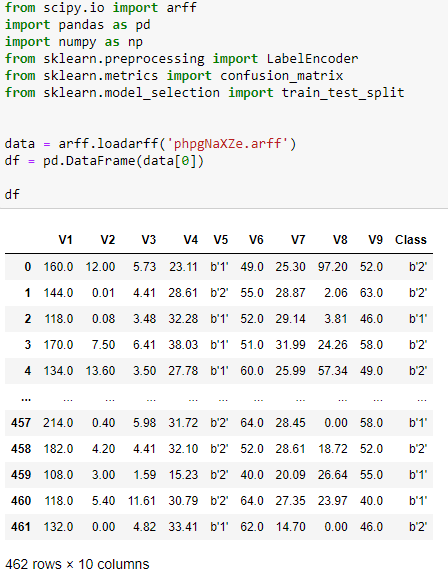 from scipy.io import arff
import pandas as pd
import numpy as np
from sklearn.preprocessing import LabelEncoder
from sklearn.metrics import confusion_matrix
from sklearn.model_selection import train_test_split
data = arff.loadarff('phpgNaXZe.arff')
df = pd.DataFrame(data[0])
df
V1 V2 V3 V4 V5 V6 V7 V8 V9 Class
0 160.0 12.00 5.73 23.11 b'1' 49.0 25.30 97.20 52.0 b'2'
1 144.0 0.01 4.41 28.61 b'2' 55.0 28.87 2.06 63.0 b'2'
2 118.0 0.08 3.48 32.28 b'1' 52.0 29.14 3.81 46.0 b'1'
3 170.0 7.50 6.41 38.03 b'1' 51.0 31.99 24.26 58.0 b'2'
4 134.0 13.60 3.50 27.78 b'1' 60.0 25.99 57.34 49.0 b'2'
... ... ... ... ... ... ... ... ... ... ...
457 214.0 0.40 5.98 31.72 b'2' 64.0 28.45 0.00 58.0 b'1'
458 182.0 4.20 4.41 32.10 b'2' 52.0 28.61 18.72 52.0 b'2'
459 108.0 3.00 1.59 15.23 b'2' 40.0 20.09 26.64 55.0 b'1'
460 118.0 5.40 11.61 30.79 b'2' 64.0 27.35 23.97 40.0 b'1'
461 132.0 0.00 4.82 33.41 b'1' 62.0 14.70 0.00 46.0 b'2'
462 rows × 10 columns